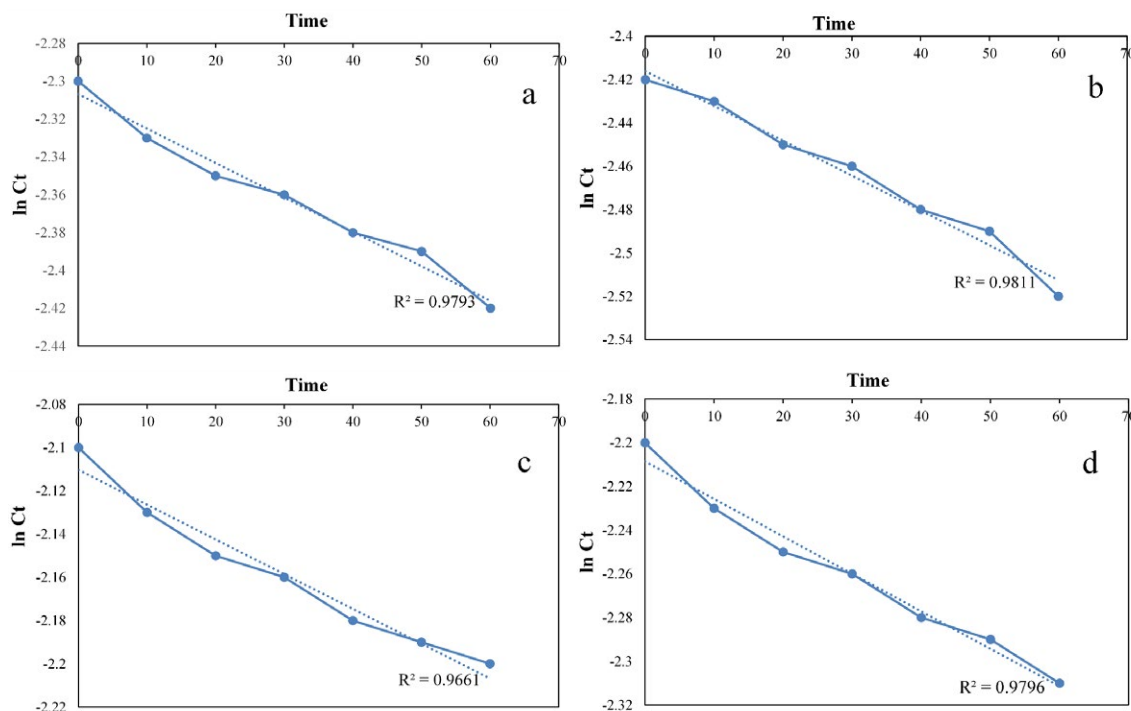 Time
-2.28
0 10 20 30 40 50 60 70
-2.3
-2.32
-2.34
-2.36
-2.38
-2.4
-2.42
-2.44
ln Ct
a
R² = 0.9793
Time
-2.4
0 10 20 30 40 50 60 70
-2.42
-2.44
-2.46
-2.48
-2.5
-2.52
-2.54
ln Ct
b
R² = 0.9811
Time
-2.08
0 10 20 30 40 50 60 70
-2.1
-2.12
-2.14
-2.16
-2.18
-2.2
-2.22
ln Ct
c
R² = 0.9661
Time
-2.18
0 10 20 30 40 50 60 70
-2.2
-2.22
-2.24
-2.26
-2.28
-2.3
-2.32
ln Ct
d
R² = 0.9796